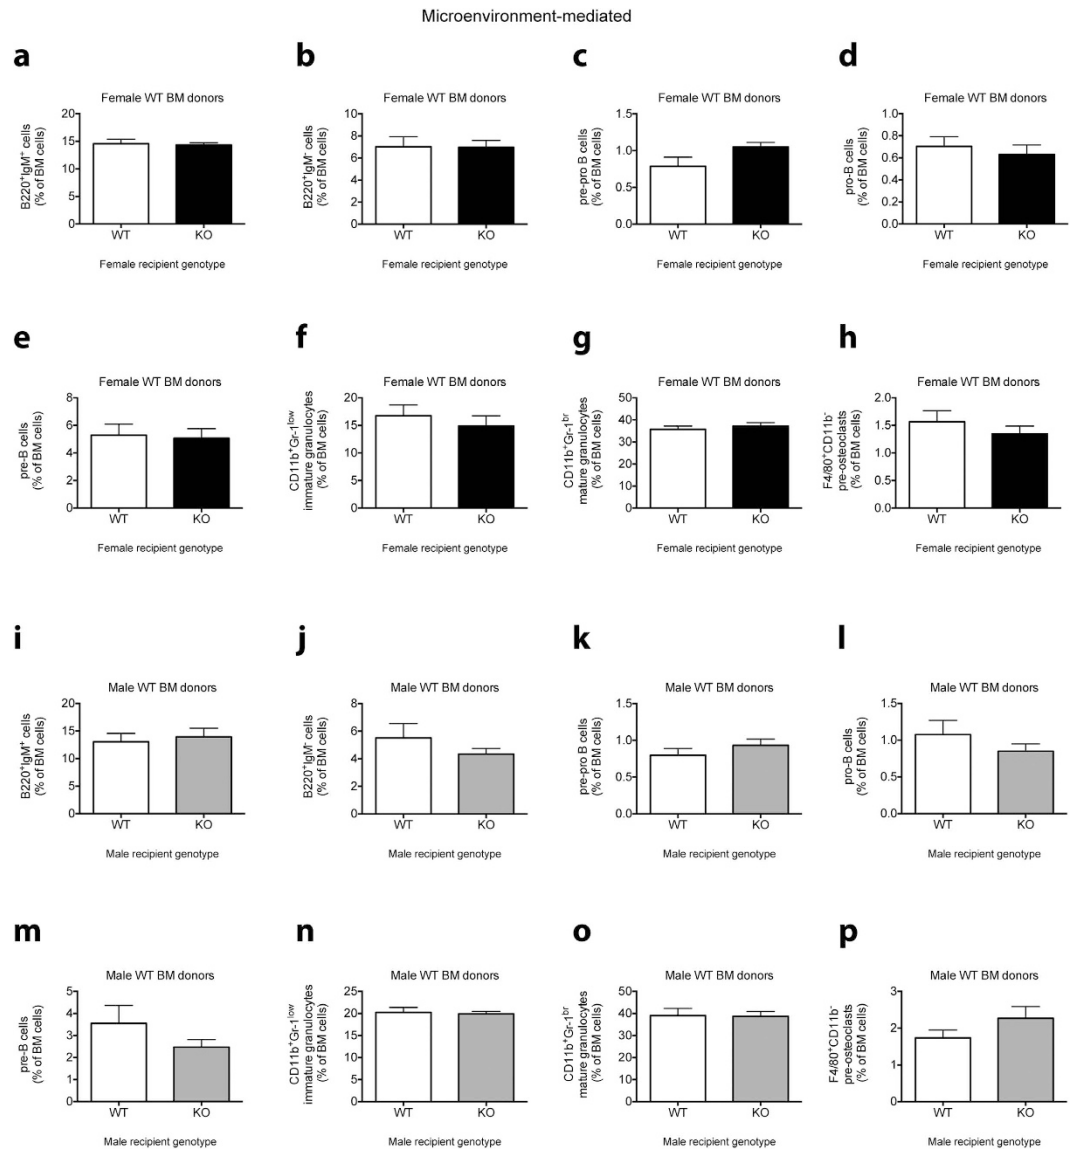 Microenvironment-mediated
a
Female WT BM donors
B220⁺IgM⁺ cells
(% of BM cells)
20
15
10
5
0
WT KO
Female recipient genotype
b
Female WT BM donors
B220⁺IgM⁻ cells
(% of BM cells)
10
8
6
4
2
0
WT KO
Female recipient genotype
c
Female WT BM donors
pre-pro B cells
(% of BM cells)
1.5
1.0
0.5
0.0
WT KO
Female recipient genotype
d
Female WT BM donors
pro-B cells
(% of BM cells)
1.0
0.8
0.6
0.4
0.2
0.0
WT KO
Female recipient genotype
e
Female WT BM donors
pre-B cells
(% of BM cells)
8
6
4
2
0
WT KO
Female recipient genotype
f
Female WT BM donors
CD11b⁺Gr-1ˡᵒʷ
immature granulocytes
(% of BM cells)
20
15
10
5
0
WT KO
Female recipient genotype
g
Female WT BM donors
CD11b⁺Gr-1ᵇʳ
mature granulocytes
(% of BM cells)
50
40
30
20
10
0
WT KO
Female recipient genotype
h
Female WT BM donors
F4/80⁺CD11b⁻
pre-osteoclasts
(% of BM cells)
2.0
1.5
1.0
0.5
0.0
WT KO
Female recipient genotype
i
Male WT BM donors
B220⁺IgM⁺ cells
(% of BM cells)
20
15
10
5
0
WT KO
Male recipient genotype
j
Male WT BM donors
B220⁺IgM⁻ cells
(% of BM cells)
8
6
4
2
0
WT KO
Male recipient genotype
k
Male WT BM donors
pre-pro B cells
(% of BM cells)
1.5
1.0
0.5
0.0
WT KO
Male recipient genotype
l
Male WT BM donors
pro-B cells
(% of BM cells)
1.5
1.0
0.5
0.0
WT KO
Male recipient genotype
m
Male WT BM donors
pre-B cells
(% of BM cells)
5
4
3
2
1
0
WT KO
Male recipient genotype
n
Male WT BM donors
CD11b⁺Gr-1ˡᵒʷ
immature granulocytes
(% of BM cells)
25
20
15
10
5
0
WT KO
Male recipient genotype
o
Male WT BM donors
CD11b⁺Gr-1ᵇʳ
mature granulocytes
(% of BM cells)
50
40
30
20
10
0
WT KO
Male recipient genotype
p
Male WT BM donors
F4/80⁺CD11b⁻
pre-osteoclasts
(% of BM cells)
3
2
1
0
WT KO
Male recipient genotype